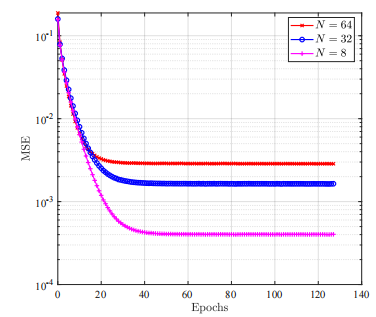 N = 64
N = 32
N = 8
10^-1
10^-2
10^-3
10^-4
MSE
0 20 40 60 80 100 120 140
Epochs